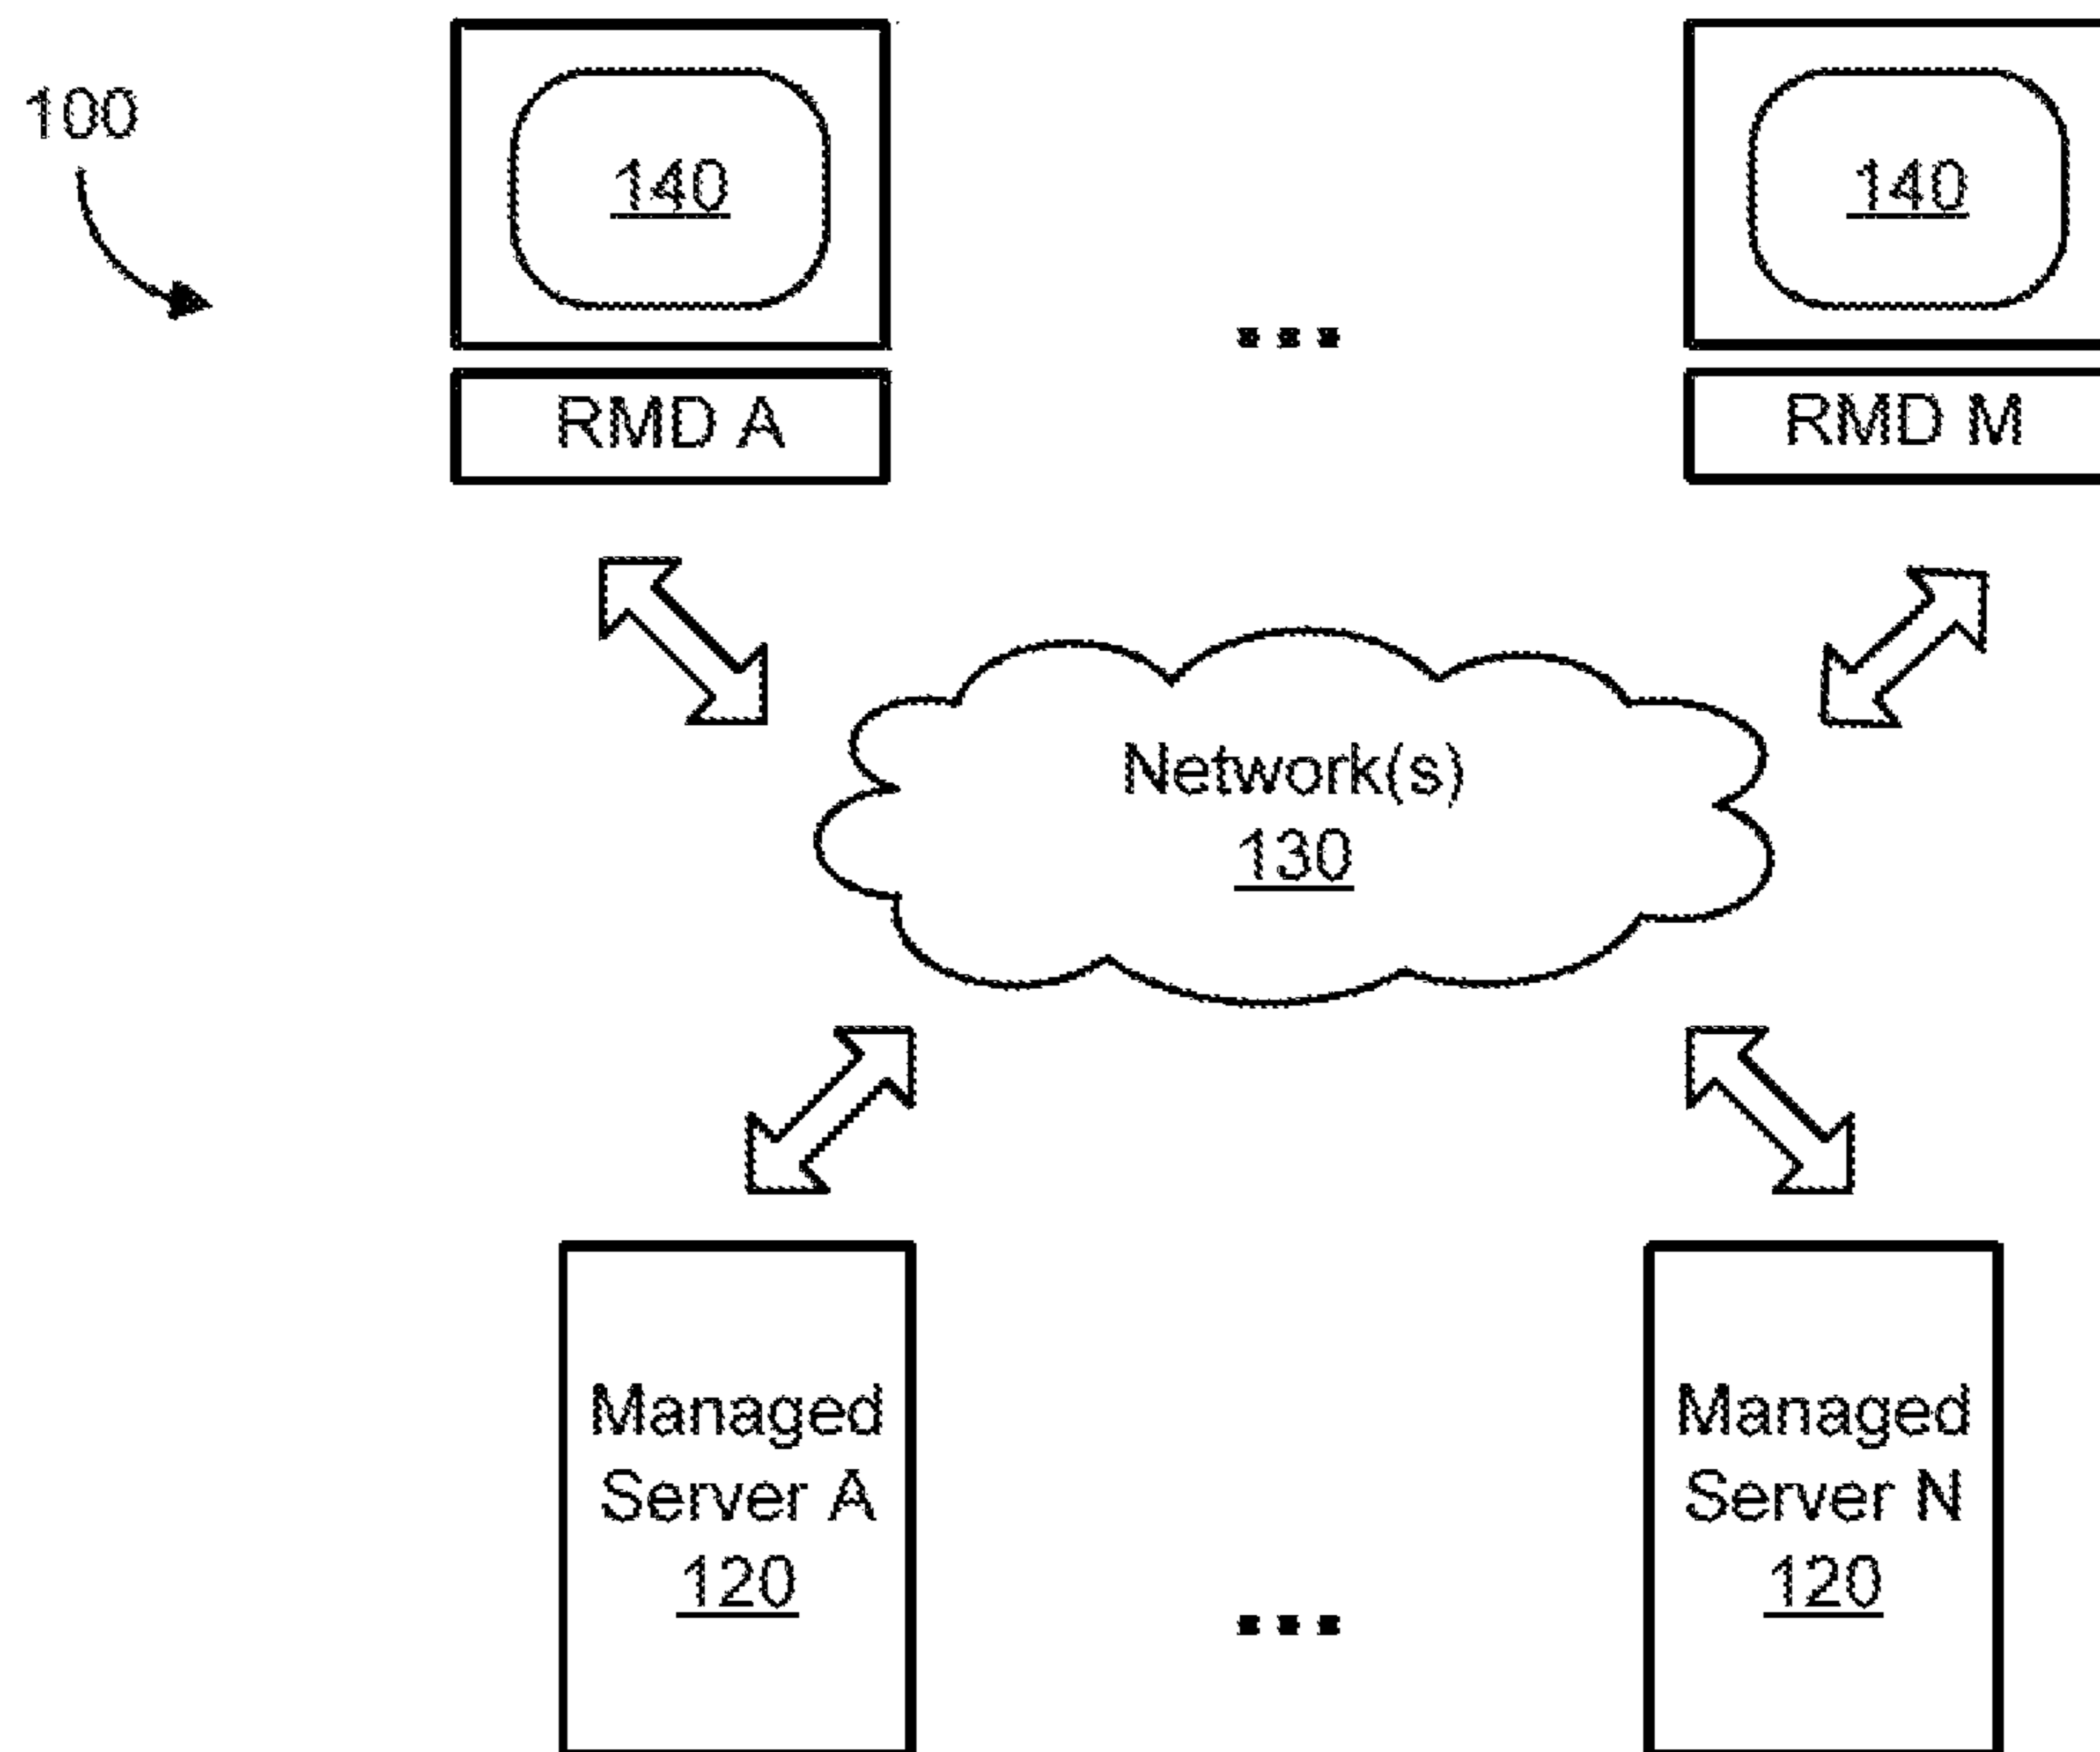 100
140
140
...
RMD A
RMD M
Network(s)
130
Managed
Server A
120
Managed
Server N
120
...